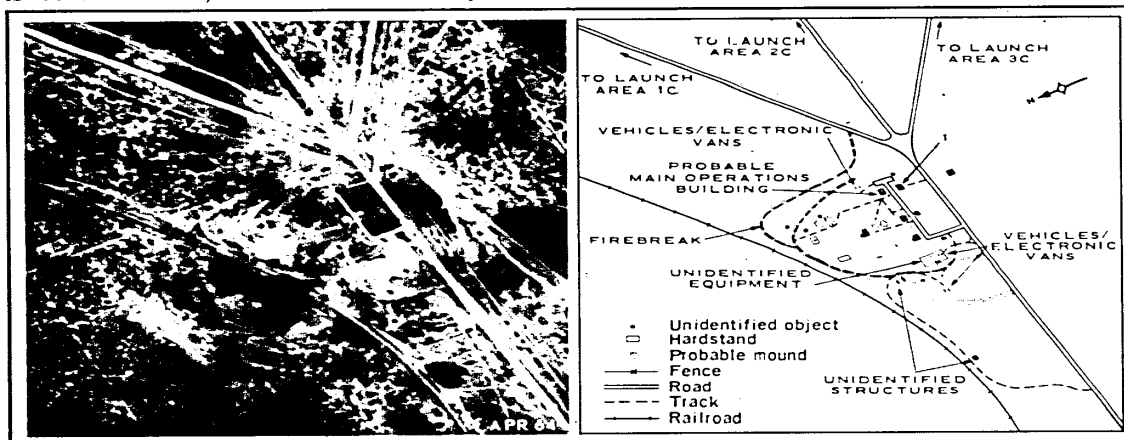 APR 64
TO LAUNCH
AREA 2C
TO LAUNCH
AREA 3C
TO LAUNCH
AREA 1C
N
VEHICLES/ELECTRONIC
VANS
PROBABLE
MAIN OPERATIONS
BUILDING
FIREBREAK
VEHICLES/
ELECTRONIC
VANS
UNIDENTIFIED
EQUIPMENT
UNIDENTIFIED
STRUCTURES
Unidentified object
Hardstand
Probable mound
Fence
Road
Track
Railroad